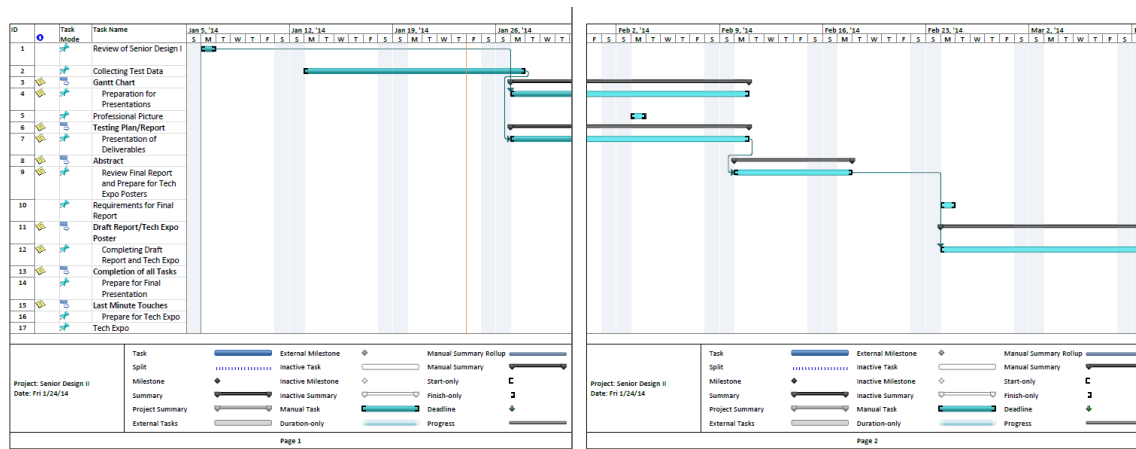 ID
Task Mode
Task Name
Jan 5, '14
Jan 12, '14
Jan 19, '14
Jan 26, '14
S M T W T F S S M T W T F S S M T W T F S S M T W T
1 Review of Senior Design I
2 Collecting Test Data
3 Gantt Chart
4 Preparation for
Presentations
5 Professional Picture
6 Testing Plan/Report
7 Presentation of
Deliverables
8 Abstract
9 Review Final Report
and Prepare for Tech
Expo Posters
10 Requirements for Final
Report
11 Draft Report/Tech Expo
Poster
12 Completing Draft
Report and Tech Expo
13 Completion of all Tasks
14 Prepare for Final
Presentation
15 Last Minute Touches
16 Prepare for Tech Expo
17 Tech Expo
Project: Senior Design II
Date: Fri 1/24/14
Task
Split
Milestone
Summary
Project Summary
External Tasks
External Milestone
Inactive Task
Inactive Milestone
Inactive Summary
Manual Task
Duration-only
Manual Summary Rollup
Manual Summary
Start-only
Finish-only
Deadline
Progress
Page 1
Feb 2, '14
Feb 9, '14
Feb 16, '14
Feb 23, '14
Mar 2, '14
F S S M T W T F S S M T W T F S S M T W T F S S M T W T F S S M T W T F S
Project: Senior Design II
Date: Fri 1/24/14
Task
Split
Milestone
Summary
Project Summary
External Tasks
External Milestone
Inactive Task
Inactive Milestone
Inactive Summary
Manual Task
Duration-only
Manual Summary Rollup
Manual Summary
Start-only
Finish-only
Deadline
Progress
Page 2